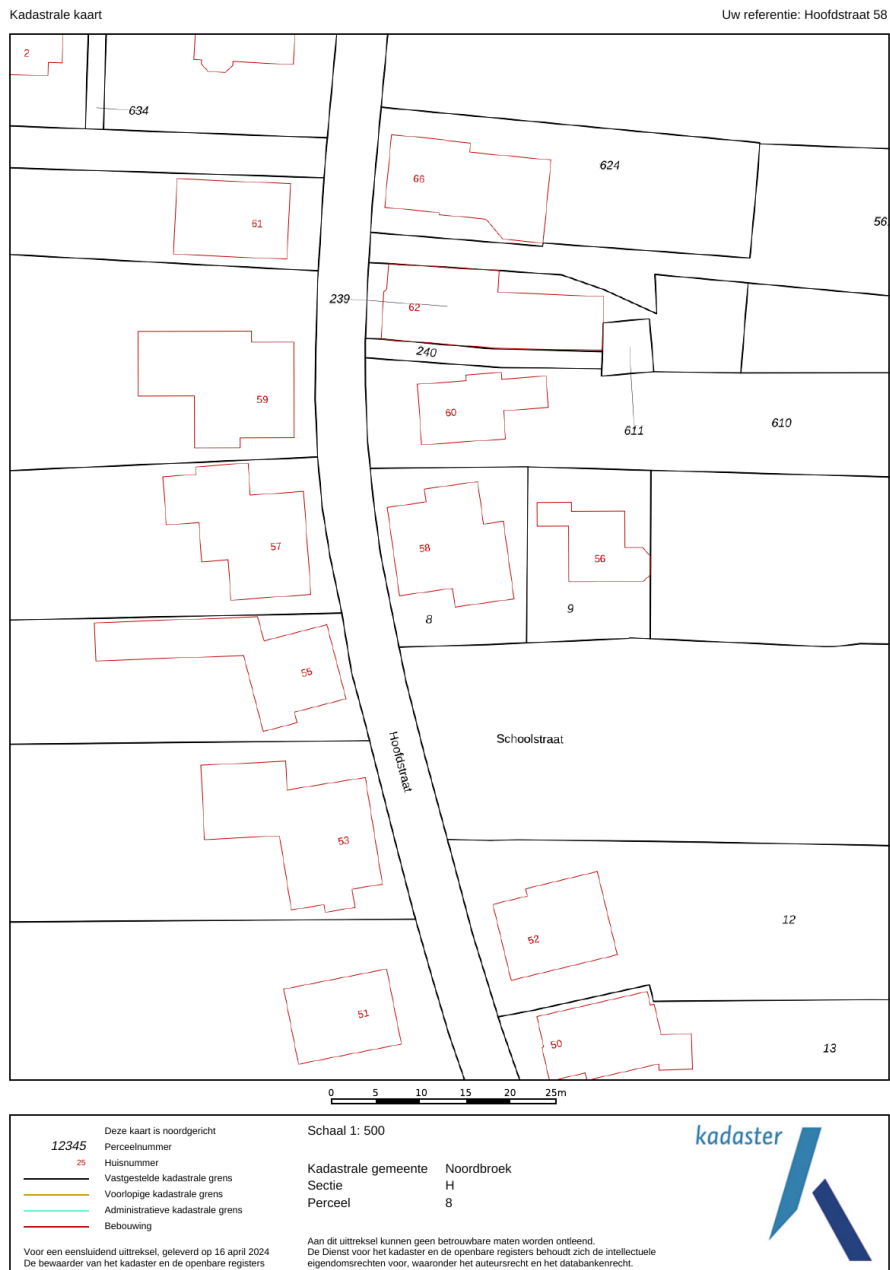 Kadastrale kaart
Uw referentie: Hoofdstraat 58
2
634
66
624
61
56
239
62
240
59
60
611
610
57
58
56
8
9
55
Hoofdstraat
Schoolstraat
53
52
12
51
50
13
0 5 10 15 20 25m
Deze kaart is noordgericht
12345 Perceelnummer
25 Huisnummer
Vastgestelde kadastrale grens
Voorlopige kadastrale grens
Administratieve kadastrale grens
Bebouwing
Voor een eensluidend uittreksel, geleverd op 16 april 2024
De bewaarder van het kadaster en de openbare registers
Schaal 1: 500
Kadastrale gemeente Noordbroek
Sectie H
Perceel 8
Aan dit uittreksel kunnen geen betrouwbare maten worden ontleend.
De Dienst voor het kadaster en de openbare registers behoudt zich de intellectuele
eigendomsrechten voor, waaronder het auteursrecht en het databankenrecht.
kadaster